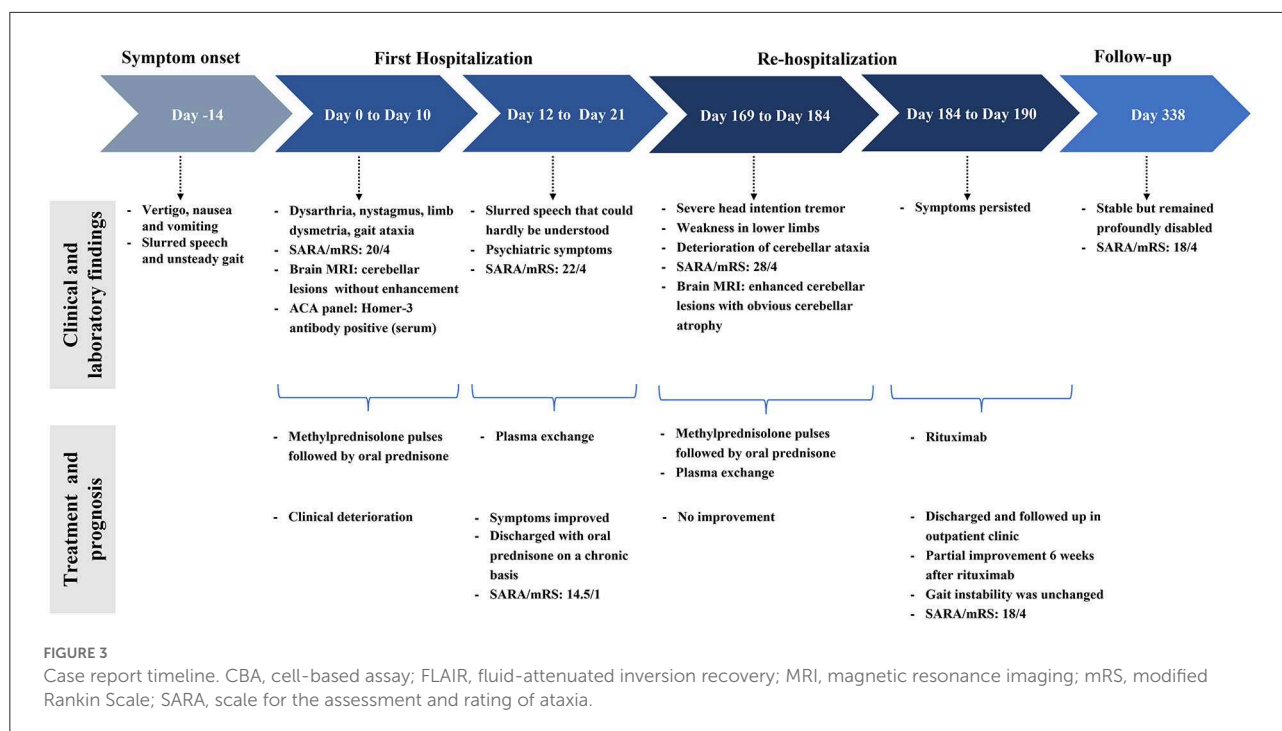 Symptom onset
First Hospitalization
Re-hospitalization
Follow-up
Day -14
Day 0 to Day 10
Day 12 to Day 21
Day 169 to Day 184
Day 184 to Day 190
Day 338
Clinical and
laboratory findings
- Vertigo, nausea
and vomiting
- Slurred speech
and unsteady gait
- Dysarthria, nystagmus, limb
dysmetria, gait ataxia
- SARA/mRS: 20/4
- Brain MRI: cerebellar
lesions without enhancement
- ACA panel: Homer-3
antibody positive (serum)
- Slurred speech that could
hardly be understood
- Psychiatric symptoms
- SARA/mRS: 22/4
- Severe head intention tremor
- Weakness in lower limbs
- Deterioration of cerebellar ataxia
- SARA/mRS: 28/4
- Brain MRI: enhanced cerebellar
lesions with obvious cerebellar
atrophy
- Symptoms persisted
- Stable but remained
profoundly disabled
- SARA/mRS: 18/4
Treatment and
prognosis
- Methylprednisolone pulses
followed by oral prednisone
- Clinical deterioration
- Plasma exchange
- Symptoms improved
- Discharged with oral
prednisone on a chronic
basis
- SARA/mRS: 14.5/1
- Methylprednisolone pulses
followed by oral prednisone
- Plasma exchange
- No improvement
- Rituximab
- Discharged and followed up in
outpatient clinic
- Partial improvement 6 weeks
after rituximab
- Gait instability was unchanged
- SARA/mRS: 18/4
FIGURE 3
Case report timeline. CBA, cell-based assay; FLAIR, fluid-attenuated inversion recovery; MRI, magnetic resonance imaging; mRS, modified
Rankin Scale; SARA, scale for the assessment and rating of ataxia.